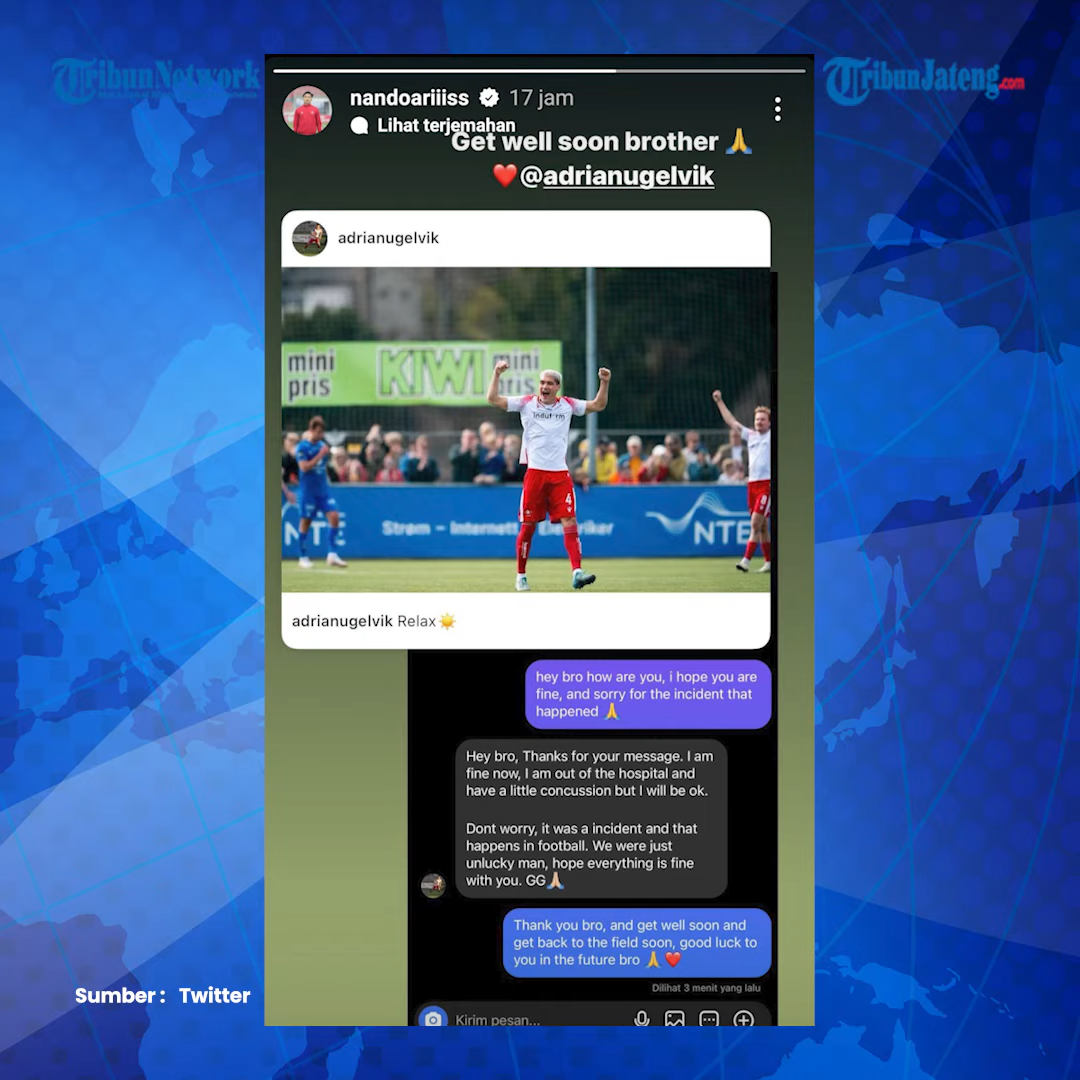 TribunNetwork
TribunJateng.com
nandoariiiss 17 jam
Lihat terjemahan
Get well soon brother 🙏
❤️@adrianugelvik
adrianugelvik
mini
pris
KIWI
mini
pris
4
NTE
Strøm – Internett
NTE
adrianugelvik Relax☀️
hey bro how are you, i hope you are
fine, and sorry for the incident that
happened 🙏
Hey bro, Thanks for your message. I am
fine now, I am out of the hospital and
have a little concussion but I will be ok.
Dont worry, it was a incident and that
happens in football. We were just
unlucky man, hope everything is fine
with you. GG🙏🏼
Thank you bro, and get well soon and
get back to the field soon, good luck to
you in the future bro 🙏❤️
Dilihat 3 menit yang lalu
Kirim pesan...
Sumber : Twitter